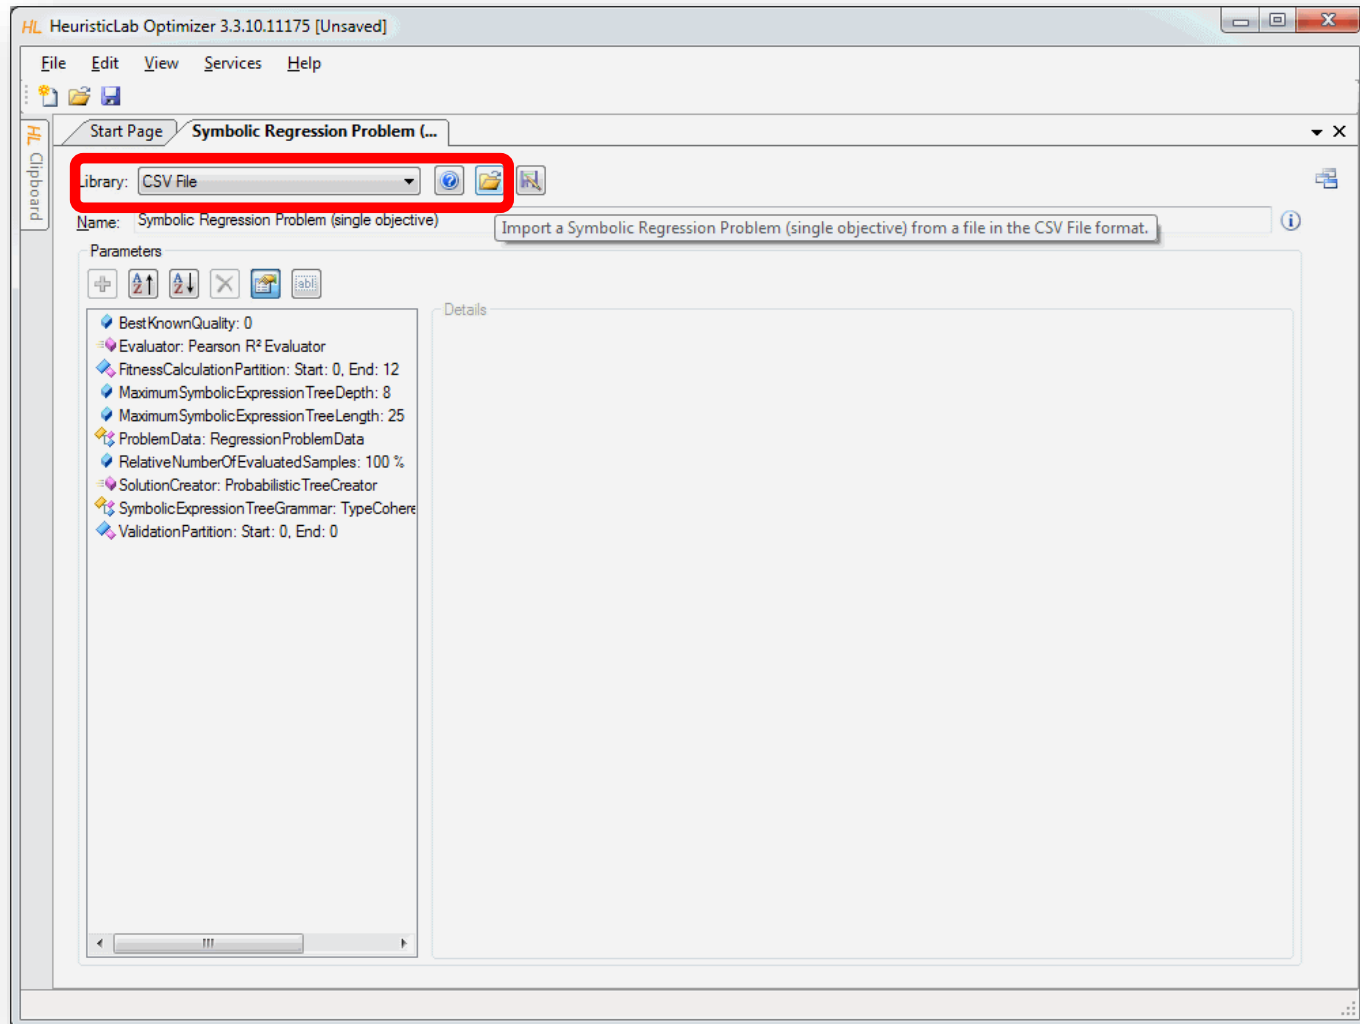 HL HeuristicLab Optimizer 3.3.10.11175 [Unsaved]
File Edit View Services Help
HL Clipboard
Start Page Symbolic Regression Problem (...
Library: CSV File
Name: Symbolic Regression Problem (single objective)
Import a Symbolic Regression Problem (single objective) from a file in the CSV File format.
Parameters
Details
BestKnownQuality: 0
Evaluator: Pearson R² Evaluator
FitnessCalculationPartition: Start: 0, End: 12
MaximumSymbolicExpressionTreeDepth: 8
MaximumSymbolicExpressionTreeLength: 25
ProblemData: RegressionProblemData
RelativeNumberOfEvaluatedSamples: 100 %
SolutionCreator: ProbabilisticTreeCreator
SymbolicExpressionTreeGrammar: TypeCohere
ValidationPartition: Start: 0, End: 0